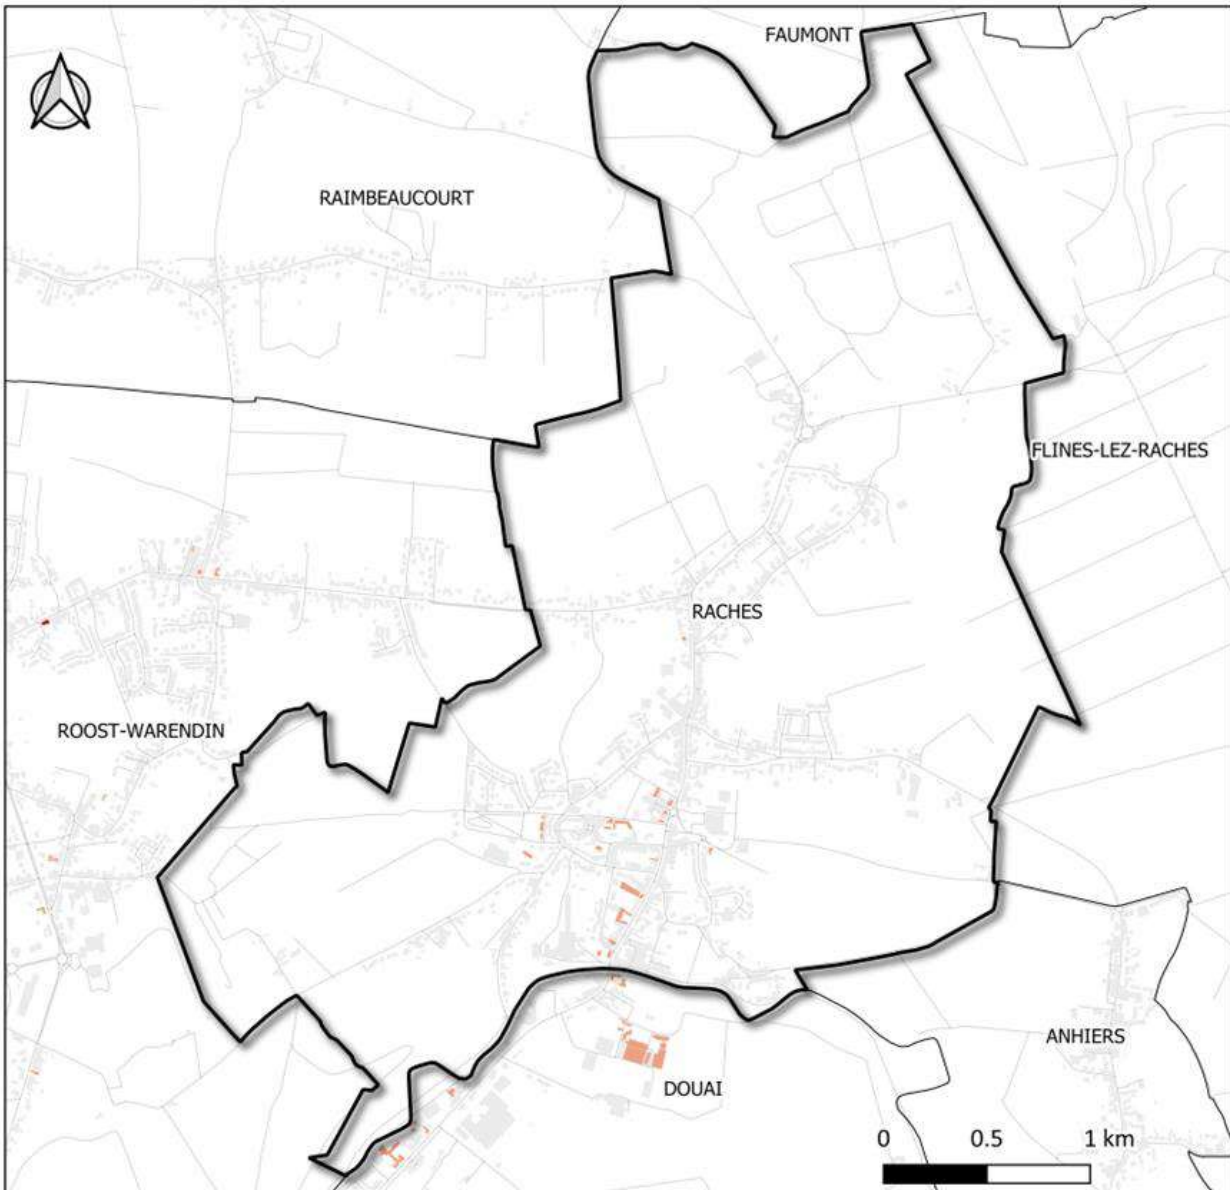 FAUMONT
RAIMBEAUCOURT
FLINES-LEZ-RACHES
RACHES
ROOST-WARENDIN
ANHIERS
DOUAI
0 0.5 1 km